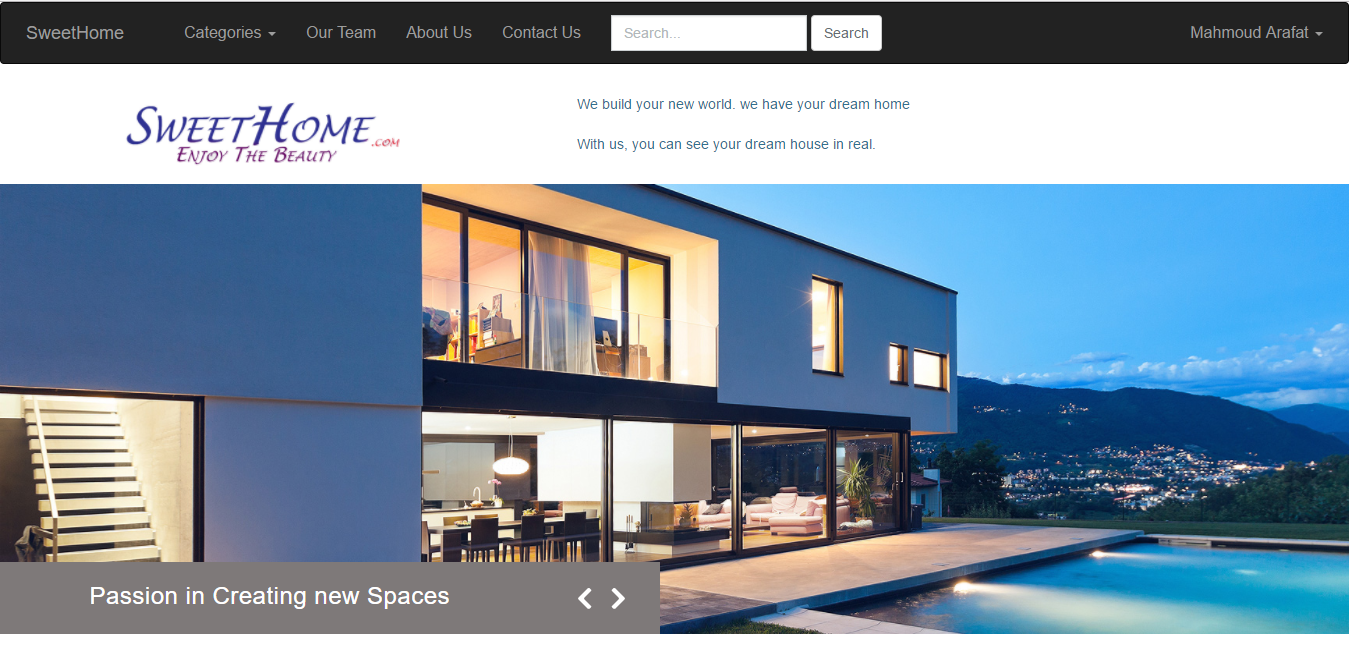 SweetHome Categories Our Team About Us Contact Us Search... Search Mahmoud Arafat
SWEETHOME.COM
ENJOY THE BEAUTY
We build your new world. we have your dream home
With us, you can see your dream house in real.
Passion in Creating new Spaces